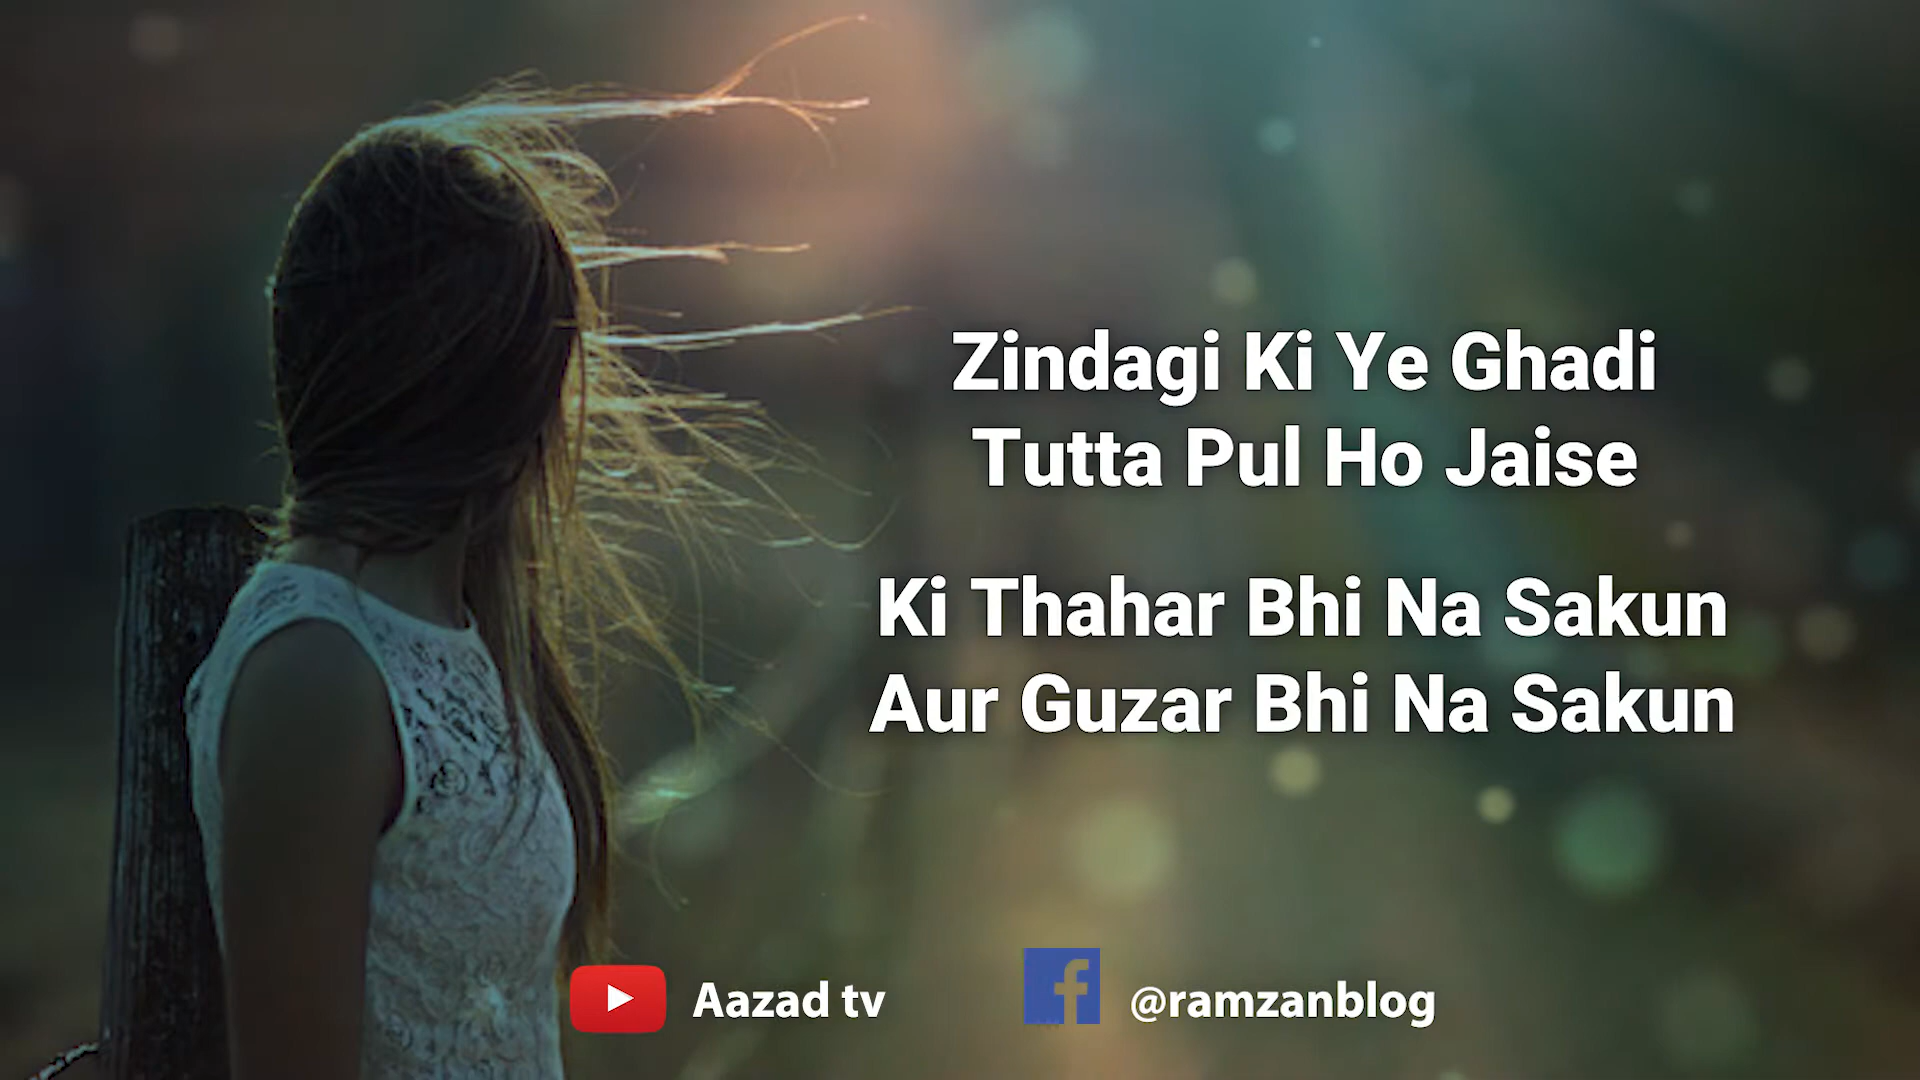 Zindagi Ki Ye Ghadi
Tutta Pul Ho Jaise
Ki Thahar Bhi Na Sakun
Aur Guzar Bhi Na Sakun
Aazad tv
@ramzanblog